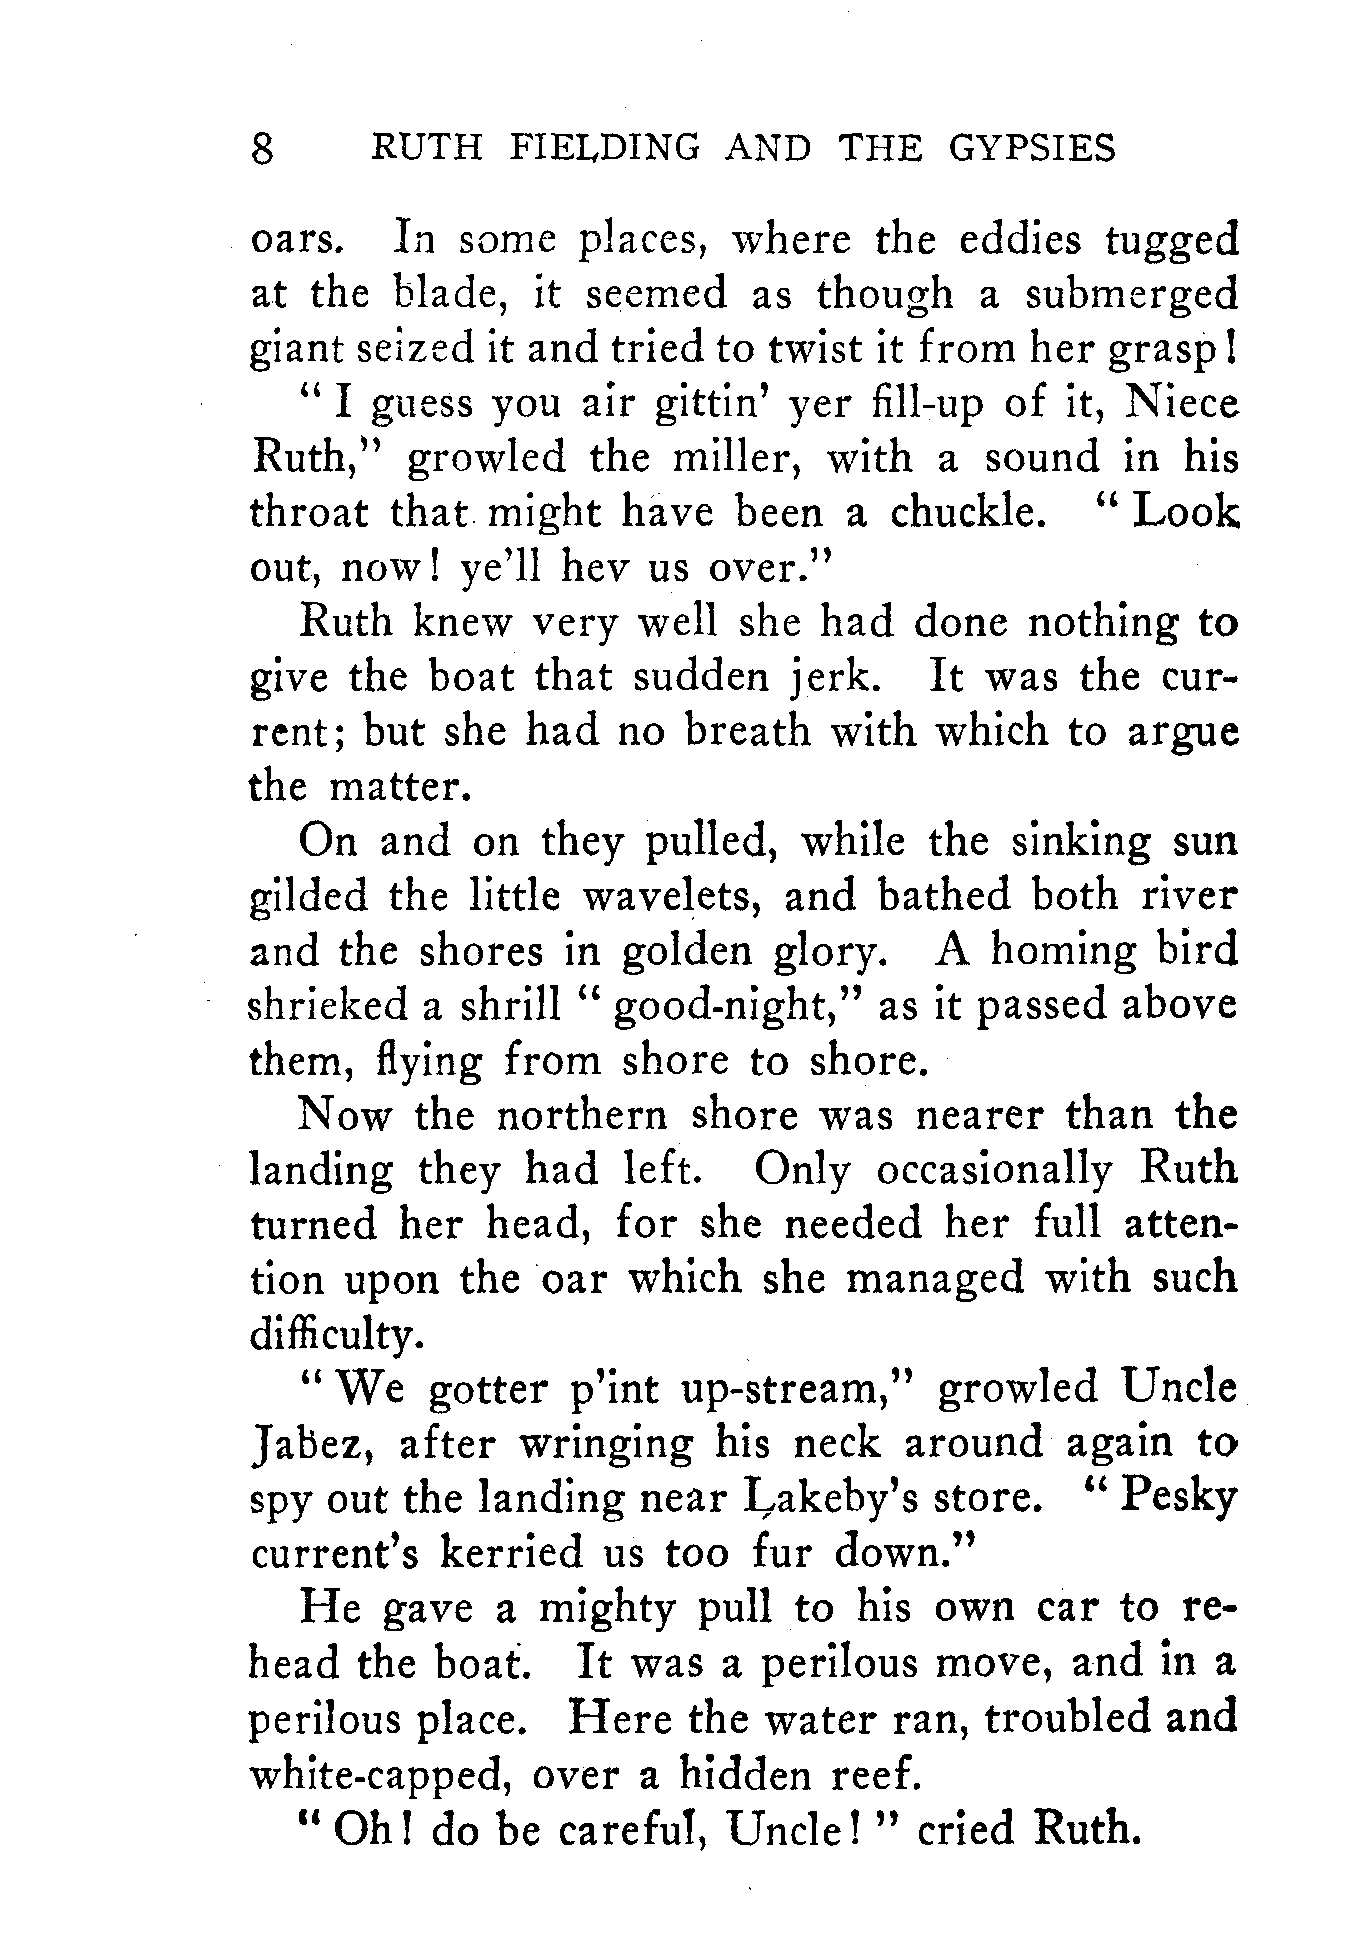 8 RUTH FIELDING AND THE GYPSIES
oars. In some places, where the eddies tugged
at the blade, it seemed as though a submerged
giant seized it and tried to twist it from her grasp!
" I guess you air gittin' yer fill-up of it, Niece
Ruth," growled the miller, with a sound in his
throat that might have been a chuckle. " Look
out, now! ye'll hev us over."
Ruth knew very well she had done nothing to
give the boat that sudden jerk. It was the cur-
rent; but she had no breath with which to argue
the matter.
On and on they pulled, while the sinking sun
gilded the little wavelets, and bathed both river
and the shores in golden glory. A homing bird
shrieked a shrill " good-night," as it passed above
them, flying from shore to shore.
Now the northern shore was nearer than the
landing they had left. Only occasionally Ruth
turned her head, for she needed her full atten-
tion upon the oar which she managed with such
difficulty.
" We gotter p'int up-stream," growled Uncle
Jabez, after wringing his neck around again to
spy out the landing near Lakeby's store. " Pesky
current's kerried us too fur down."
He gave a mighty pull to his own car to re-
head the boat. It was a perilous move, and in a
perilous place. Here the water ran, troubled and
white-capped, over a hidden reef.
" Oh! do be careful, Uncle! " cried Ruth.